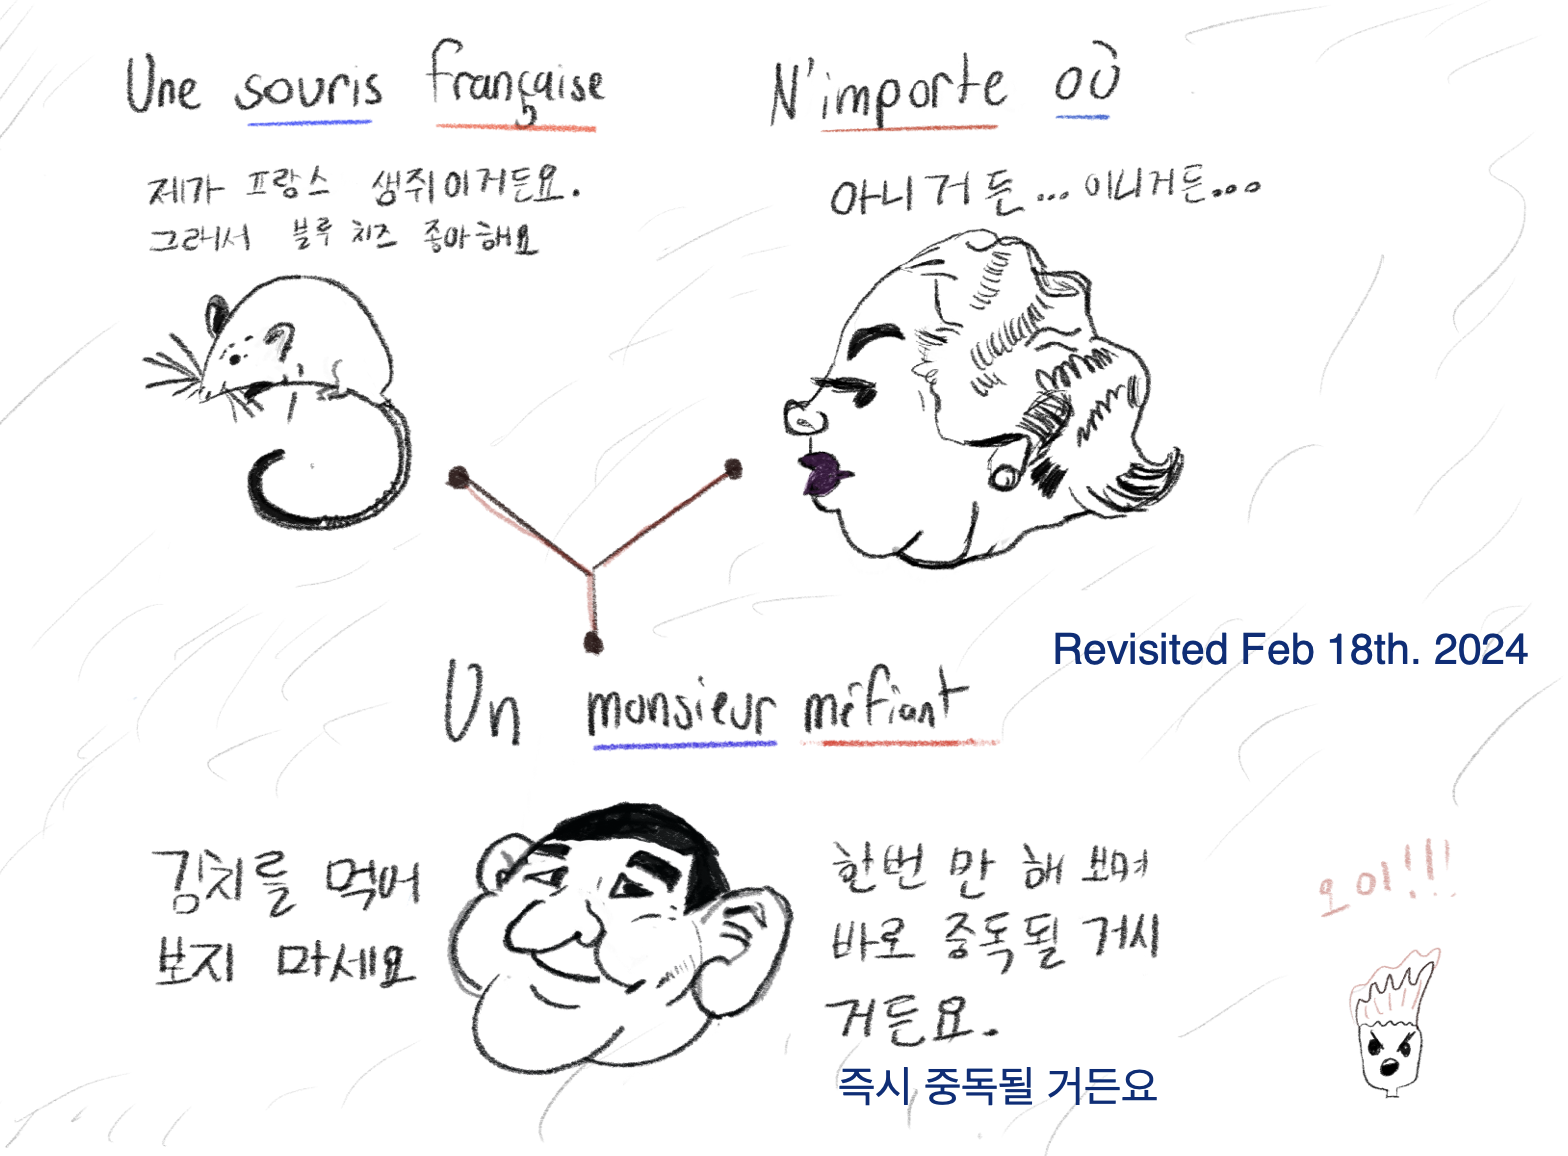 Une souris française
제가 프랑스 생쥐이거든요.
그래서 블루 치즈 좋아해요
N'importe où
아니거든... 이니거든...
Revisited Feb 18th. 2024
Un monsieur méfiant
김치를 먹어
보지 마세요
한번 만 해 보며
바로 중독될 거시
거든요.
즉시 중독될 거든요
오이!!!